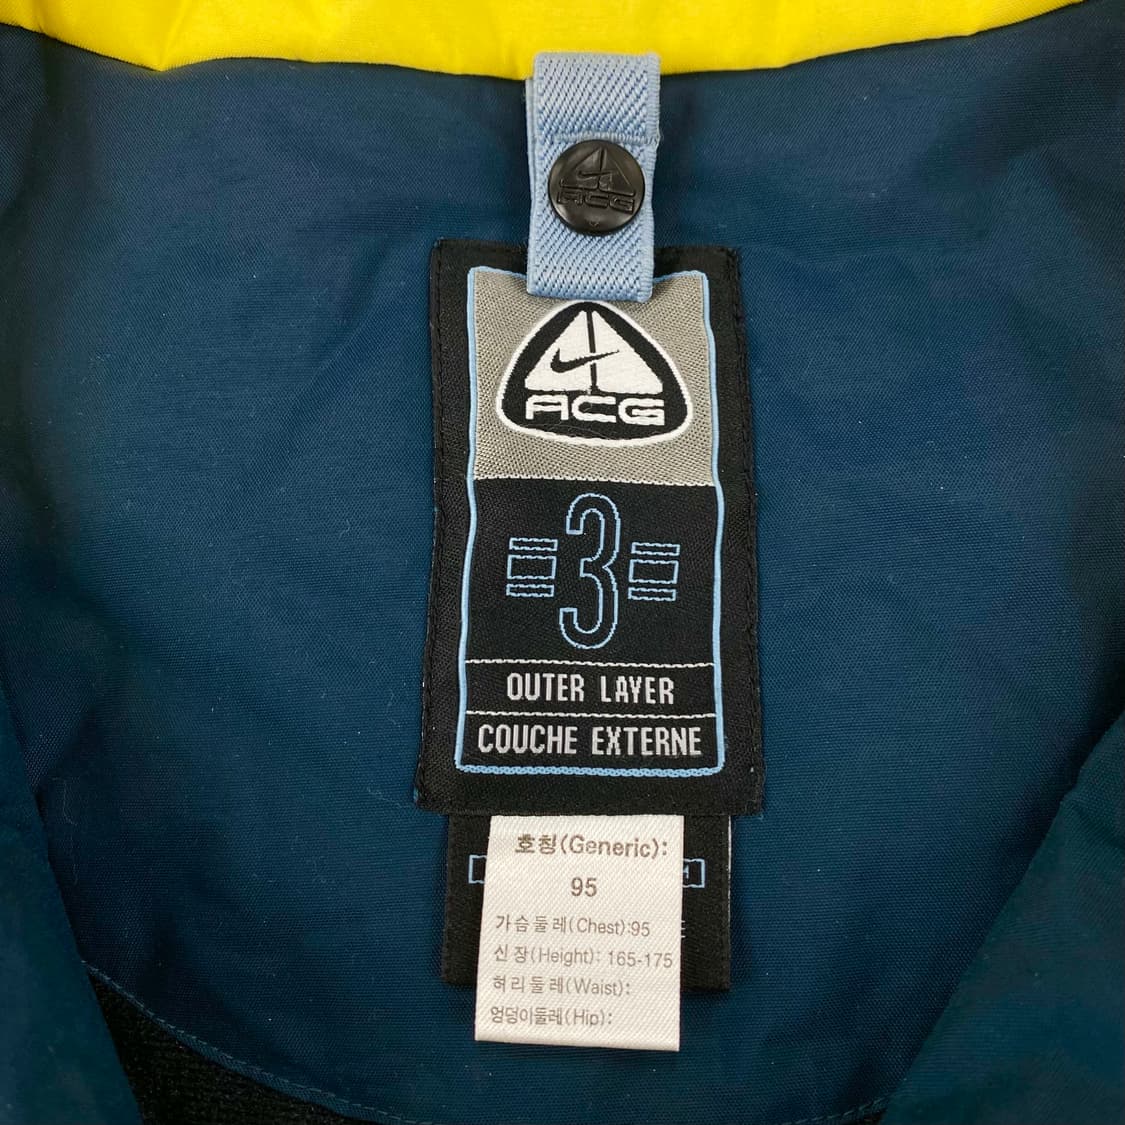 ACG
ACG
3
OUTER LAYER
COUCHE EXTERNE
호칭(Generic):
95
가슴둘레(Chest):95
신장(Height): 165-175
허리둘레(Waist):
엉덩이둘레(Hip):